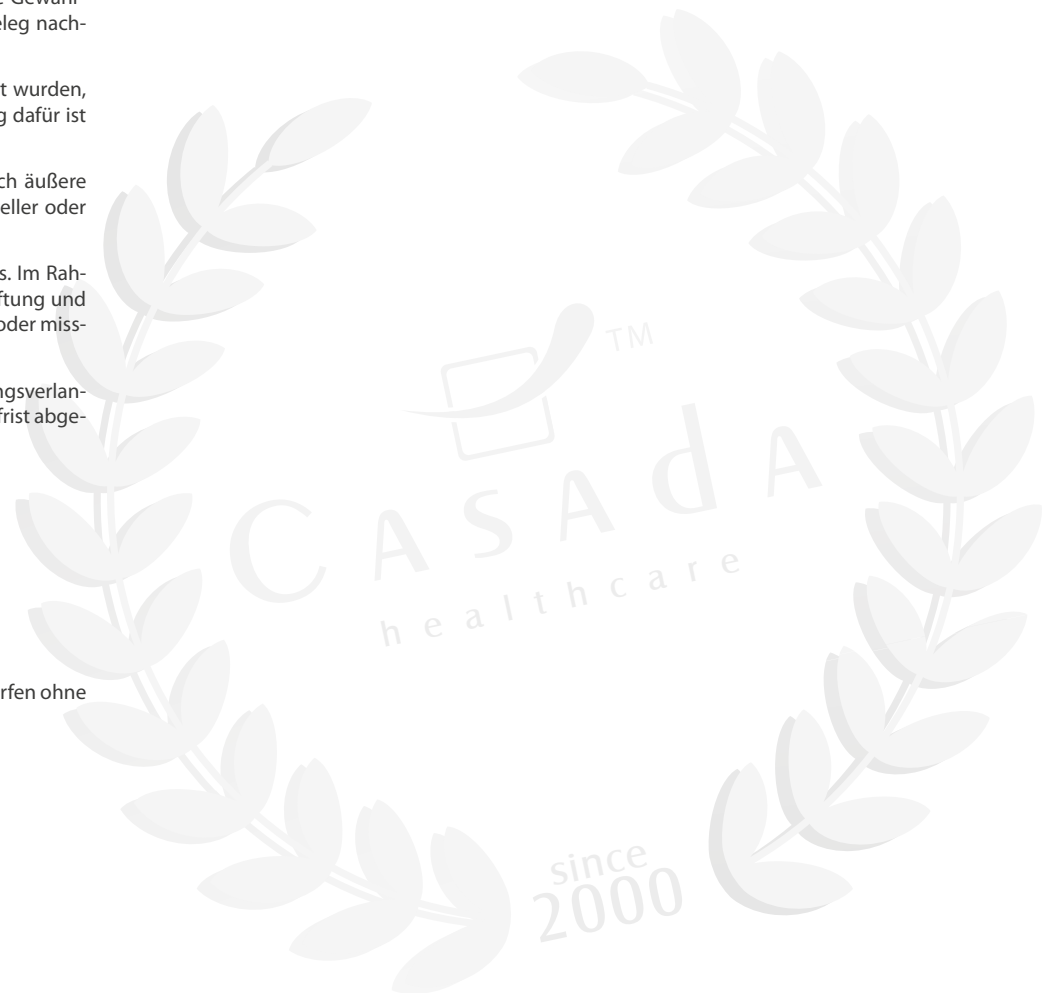 eleg nach-
t wurden,
g dafür ist
ch äußere
eller oder
s. Im Rah-
ftung und
oder miss-
ngsverlan-
frist abge-
rfen ohne
TM
CASAdA
healthcare
since
2000